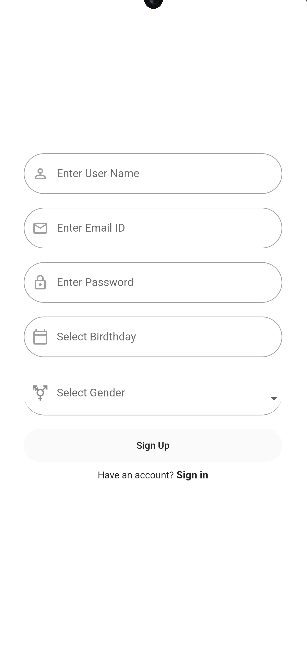 Enter User Name
Enter Email ID
Enter Password
Select Birdthday
Select Gender
Sign Up
Have an account? Sign in